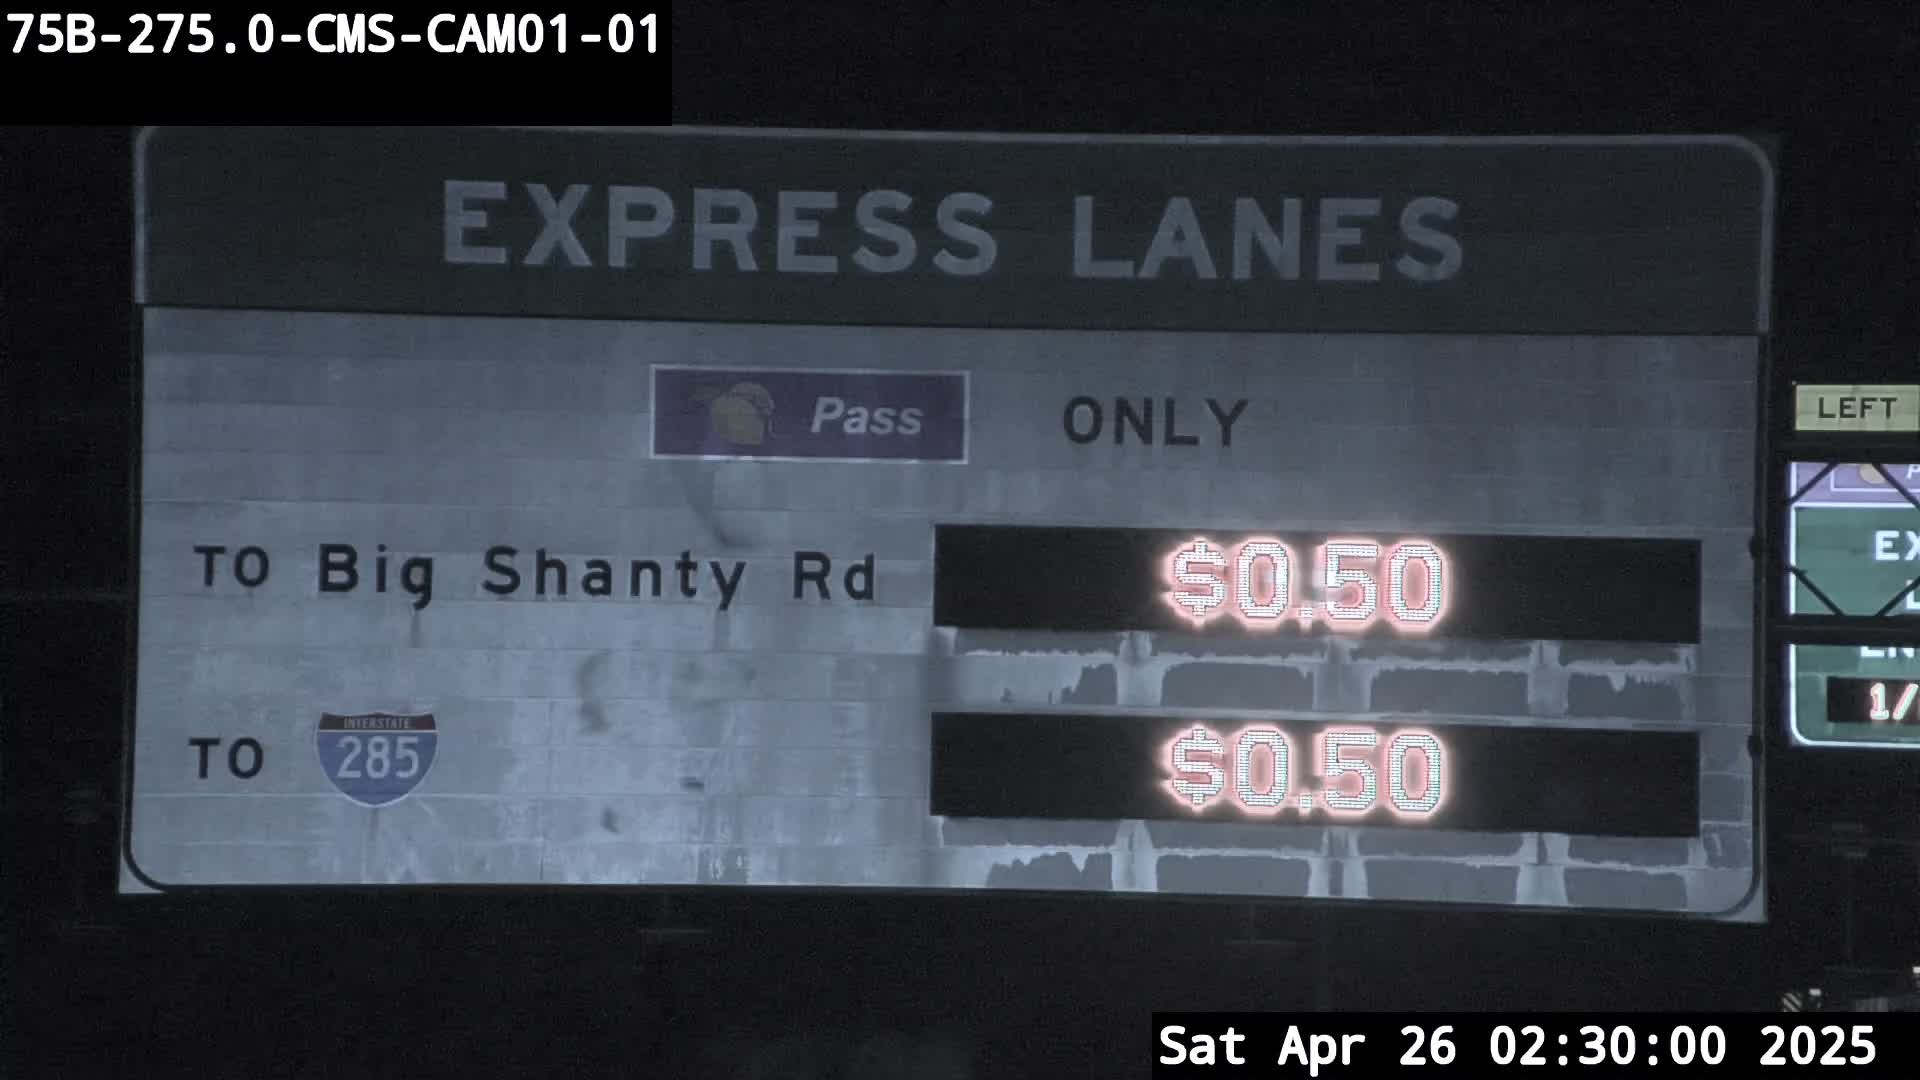 75B-275.0-CMS-CAM01-01
EXPRESS LANES
Pass ONLY
TO Big Shanty Rd $0.50
TO INTERSTATE 285 $0.50
LEFT
Sat Apr 26 02:30:00 2025